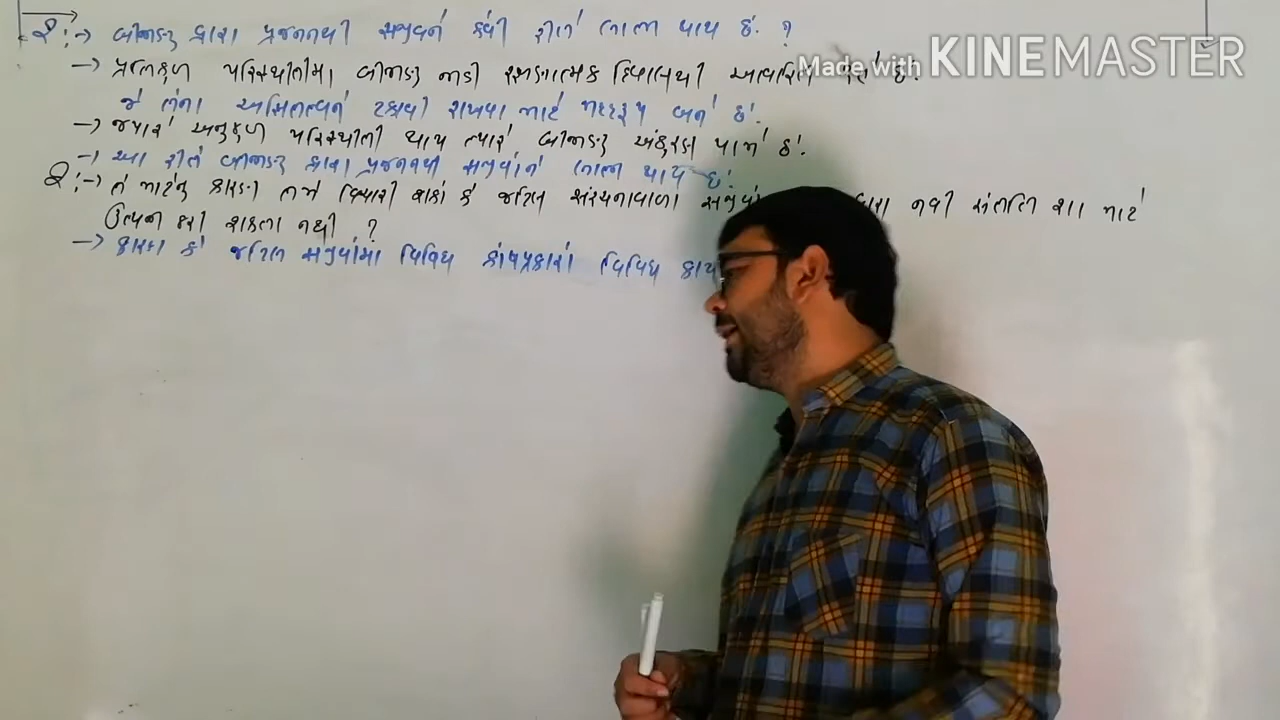 Made with KINEMASTER
૨:→ બીજાણુ દ્વારા પ્રજનનથી સજીવને કેવી રીતે લાભ થાય છે. ?
→ પ્રતિકૂળ પરિસ્થીતીમાં બીજાણુ જાડી રક્ષણાત્મક દિવાલથી આવરિત છે.
જે તેના અસ્તિત્વને ટકાવી રાખવા માટે મદદરૂપ બને છે.
→ જ્યારે અનુકૂળ પરિસ્થીતી થાય ત્યારે બીજાણુ અંકુરણ પામે છે.
→ આ રીતે બીજાણુ દ્વારા પ્રજનનથી સજીવોને લાભ થાય છે.
૨:→ તે માટેનું કારણ તમે વિચારી શકો કે જટિલ સંરચનાવાળા નવી સંતતિ શા માટે
ઉત્પન્ન કરી શકતા નથી ?
→ કારણ કે જટિલ સજીવોમાં વિવિધ કોષપ્રકારો વિવિધ